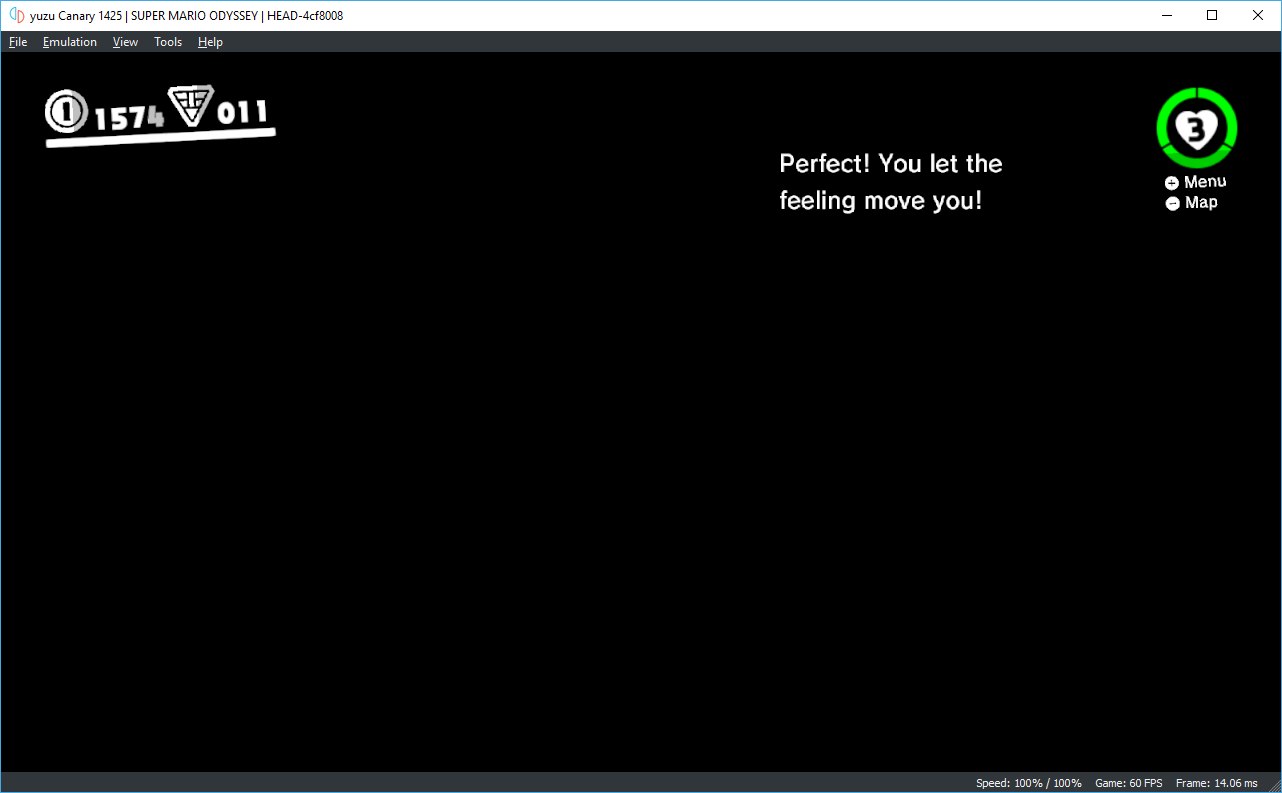 yuzu Canary 1425 | SUPER MARIO ODYSSEY | HEAD-4cf8008
File Emulation View Tools Help
1 1574 011
3
Perfect! You let the
feeling move you!
+ Menu
- Map
Speed: 100% / 100% Game: 60 FPS Frame: 14.06 ms